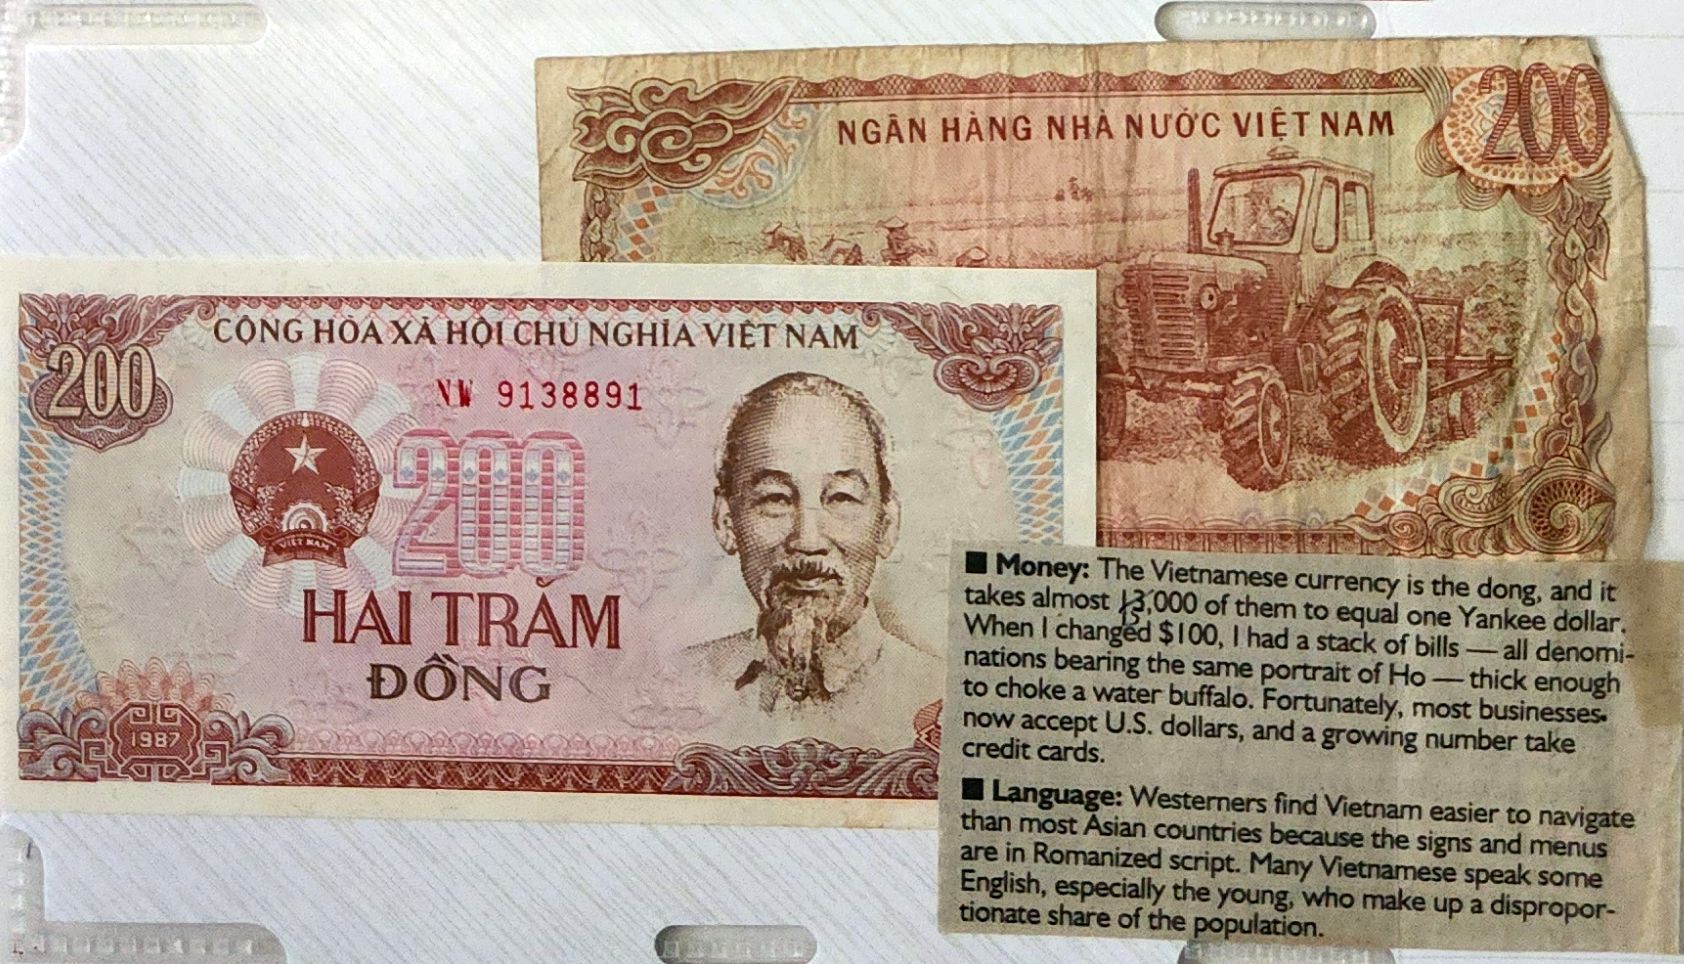 NGÂN HÀNG NHÀ NƯỚC VIỆT NAM
200
CỘNG HÒA XÃ HỘI CHỦ NGHĨA VIỆT NAM
200
NW 9138891
200
VIỆT NAM
HAI TRĂM
ĐỒNG
1987
■ Money: The Vietnamese currency is the dong, and it
takes almost 13,000 of them to equal one Yankee dollar.
When I changed $100, I had a stack of bills — all denomi-
nations bearing the same portrait of Ho — thick enough
to choke a water buffalo. Fortunately, most businesses
now accept U.S. dollars, and a growing number take
credit cards.
■ Language: Westerners find Vietnam easier to navigate
than most Asian countries because the signs and menus
are in Romanized script. Many Vietnamese speak some
English, especially the young, who make up a dispropor-
tionate share of the population.